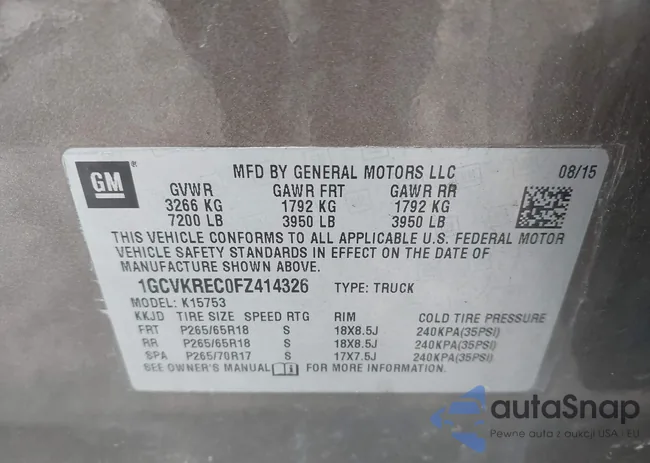 GM
®
MFD BY GENERAL MOTORS LLC
08/15
GVWR GAWR FRT GAWR RR
3266 KG 1792 KG 1792 KG
7200 LB 3950 LB 3950 LB
THIS VEHICLE CONFORMS TO ALL APPLICABLE U.S. FEDERAL MOTOR
VEHICLE SAFETY STANDARDS IN EFFECT ON THE DATE OF
MANUFACTURE SHOWN ABOVE.
1GCVKREC0FZ414326 TYPE: TRUCK
MODEL: K15753
KKJD TIRE SIZE SPEED RTG RIM COLD TIRE PRESSURE
FRT P265/65R18 S 18X8.5J 240KPA(35PSI)
RR P265/65R18 S 18X8.5J 240KPA(35PSI)
SPA P265/70R17 S 17X7.5J 240KPA(35PSI)
SEE OWNER'S MANUAL FOR MORE INFORMATION.
autoSnap
Pewne auta z aukcji USA - EU